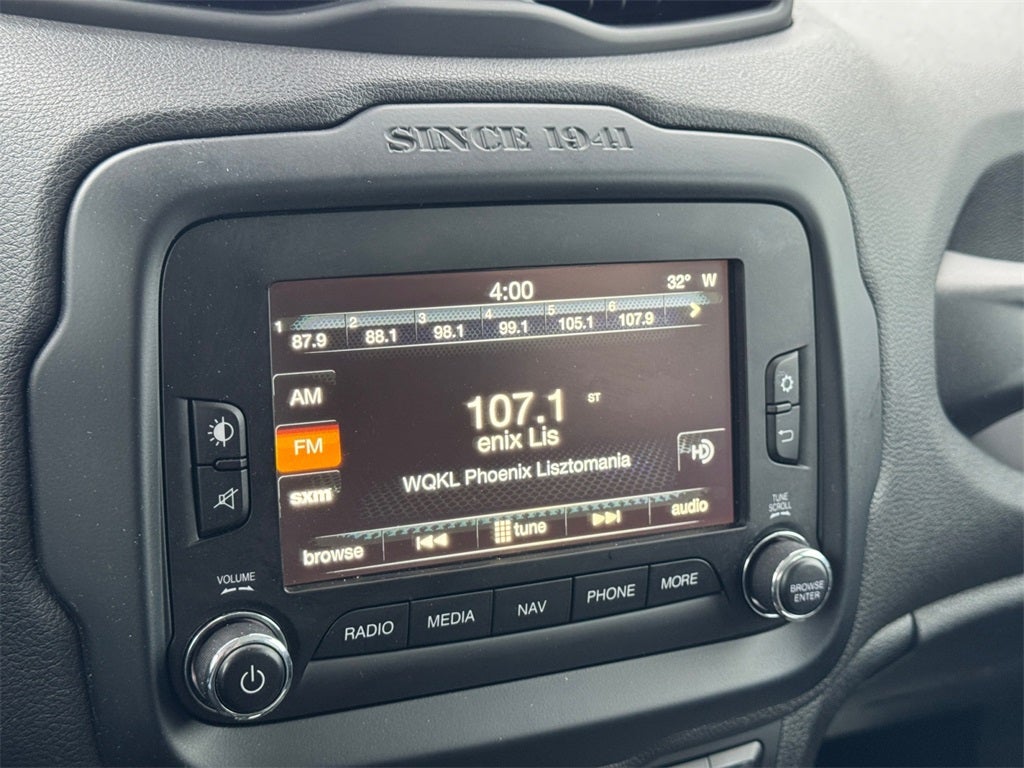 SINCE 1941
4:00 32° W
1 87.9 2 88.1 3 98.1 4 99.1 5 105.1 6 107.9
AM
107.1 ST
FM
enix Lis
HD
WQKL Phoenix Lisztomania
sxm
browse tune audio
TUNE
SCROLL
VOLUME
RADIO MEDIA NAV PHONE MORE
BROWSE
ENTER